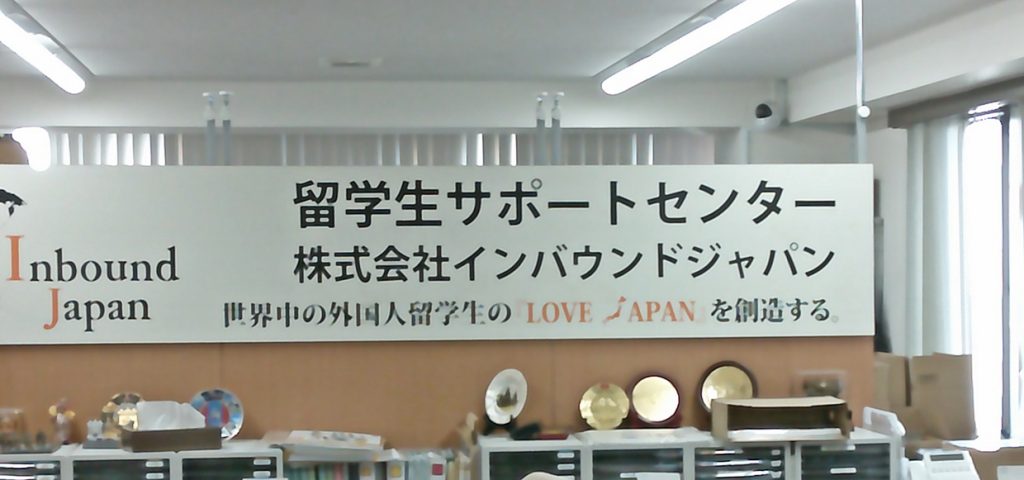 留学生サポートセンター
Inbound
Japan
株式会社インバウンドジャパン
世界中の外国人留学生の『LOVE JAPAN』を創造する。